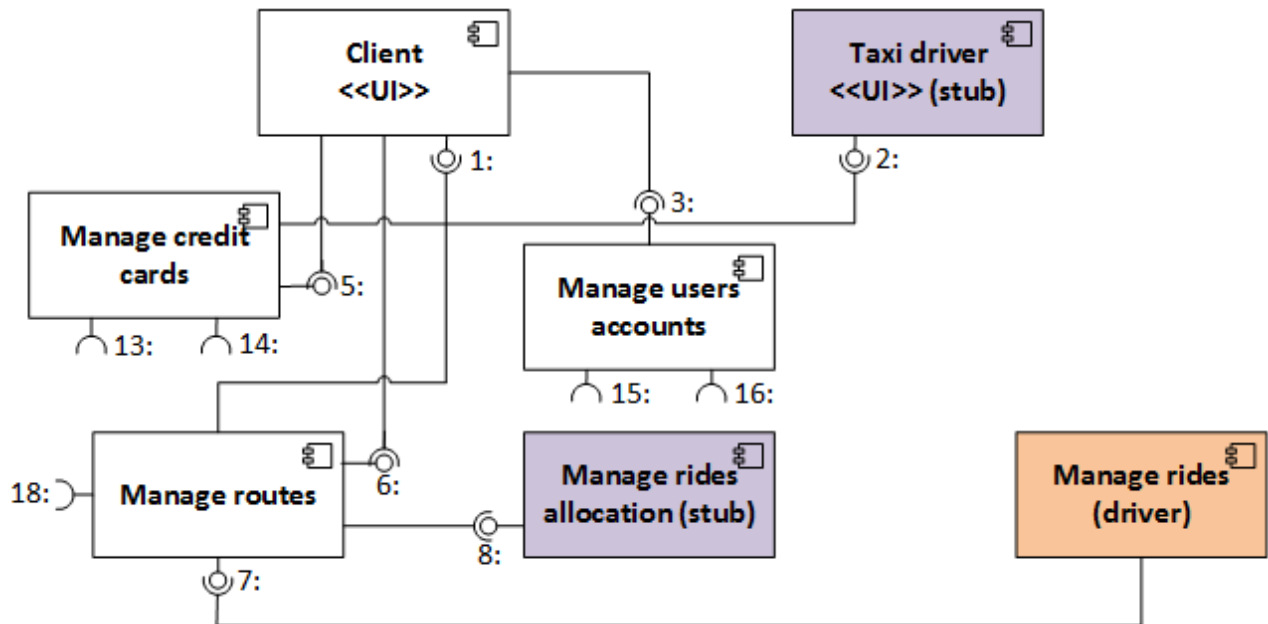 Client
<<UI>>
Taxi driver
<<UI>> (stub)
1:
2:
3:
Manage credit
cards
5:
Manage users
accounts
13:
14:
15:
16:
Manage routes
6:
18:
Manage rides
allocation (stub)
8:
Manage rides
(driver)
7: